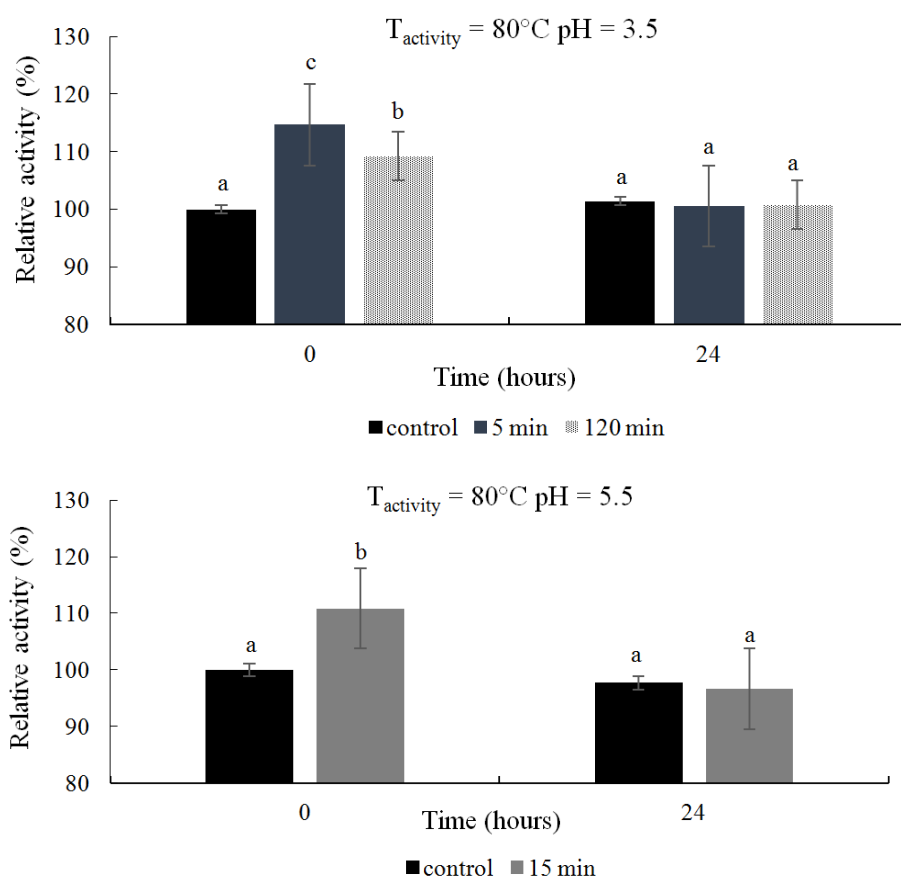 T_activity = 80°C pH = 3.5
Relative activity (%)
130
120
110
100
90
80
a c b a a a
0 24
Time (hours)
control 5 min 120 min
T_activity = 80°C pH = 5.5
Relative activity (%)
130
120
110
100
90
80
a b a a
0 24
Time (hours)
control 15 min